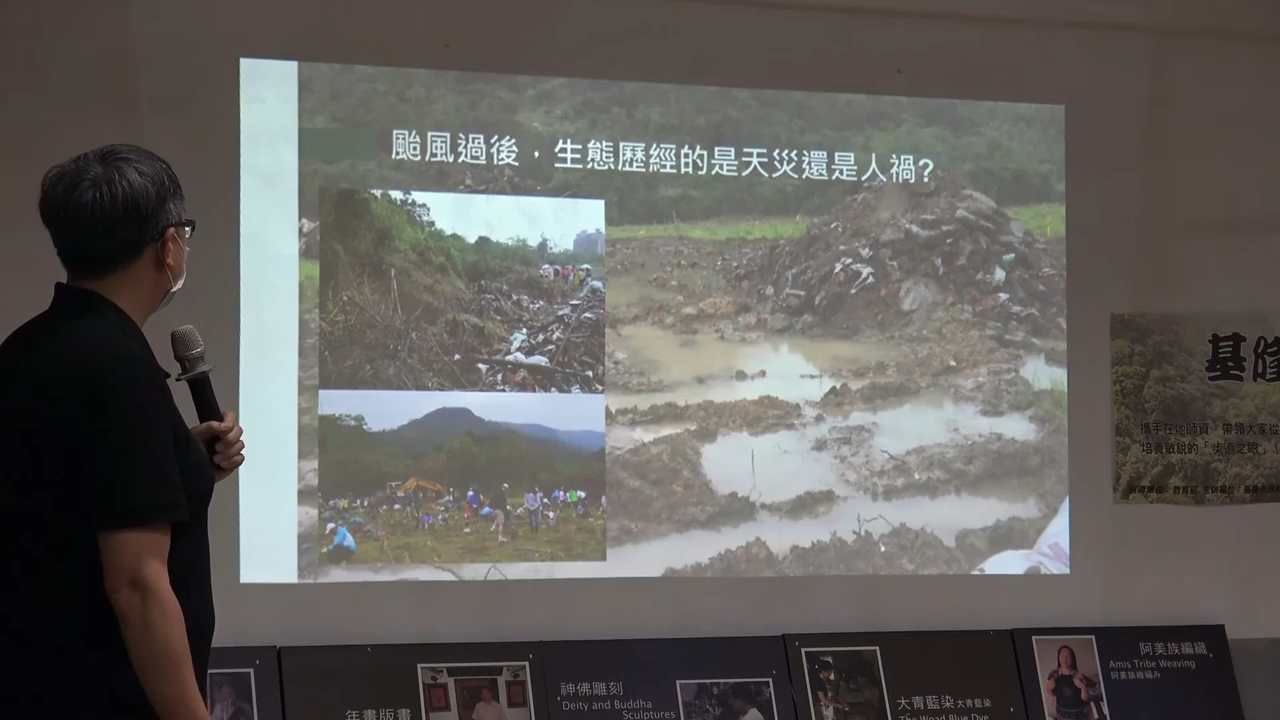 颱風過後，生態歷經的是天災還是人禍?
基隆
攜手在地師資，帶領大家從
培養敏銳的「步道之眼」
年畫版畫
神佛雕刻
Deity and Buddha
Sculptures
大青藍染 大青藍染
The Woad Blue Dye
阿美族編織
Amis Tribe Weaving
阿美族編織み